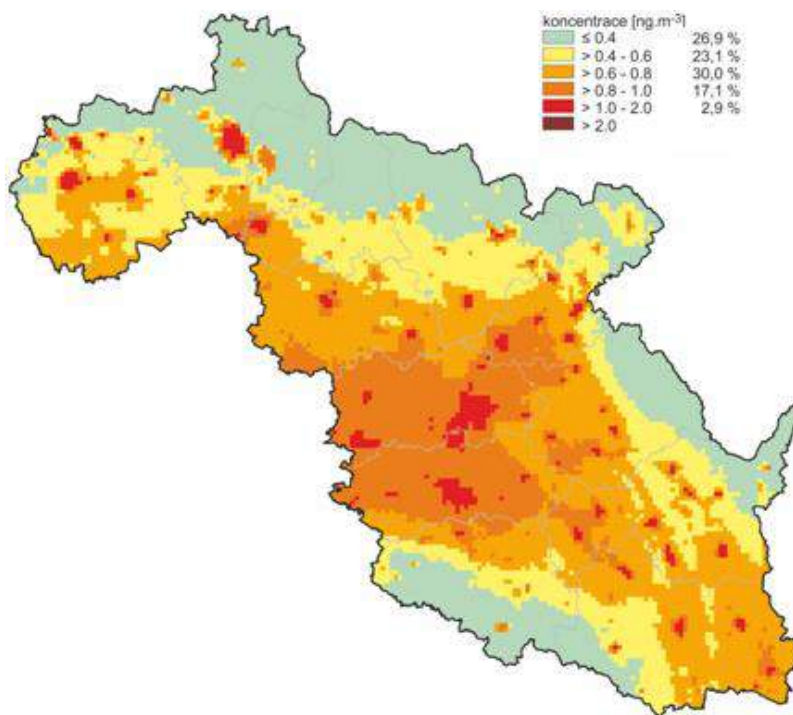 koncentrace [ng.m-3]
≤ 0.4 26,9 %
> 0.4 - 0.6 23,1 %
> 0.6 - 0.8 30,0 %
> 0.8 - 1.0 17,1 %
> 1.0 - 2.0 2,9 %
> 2.0